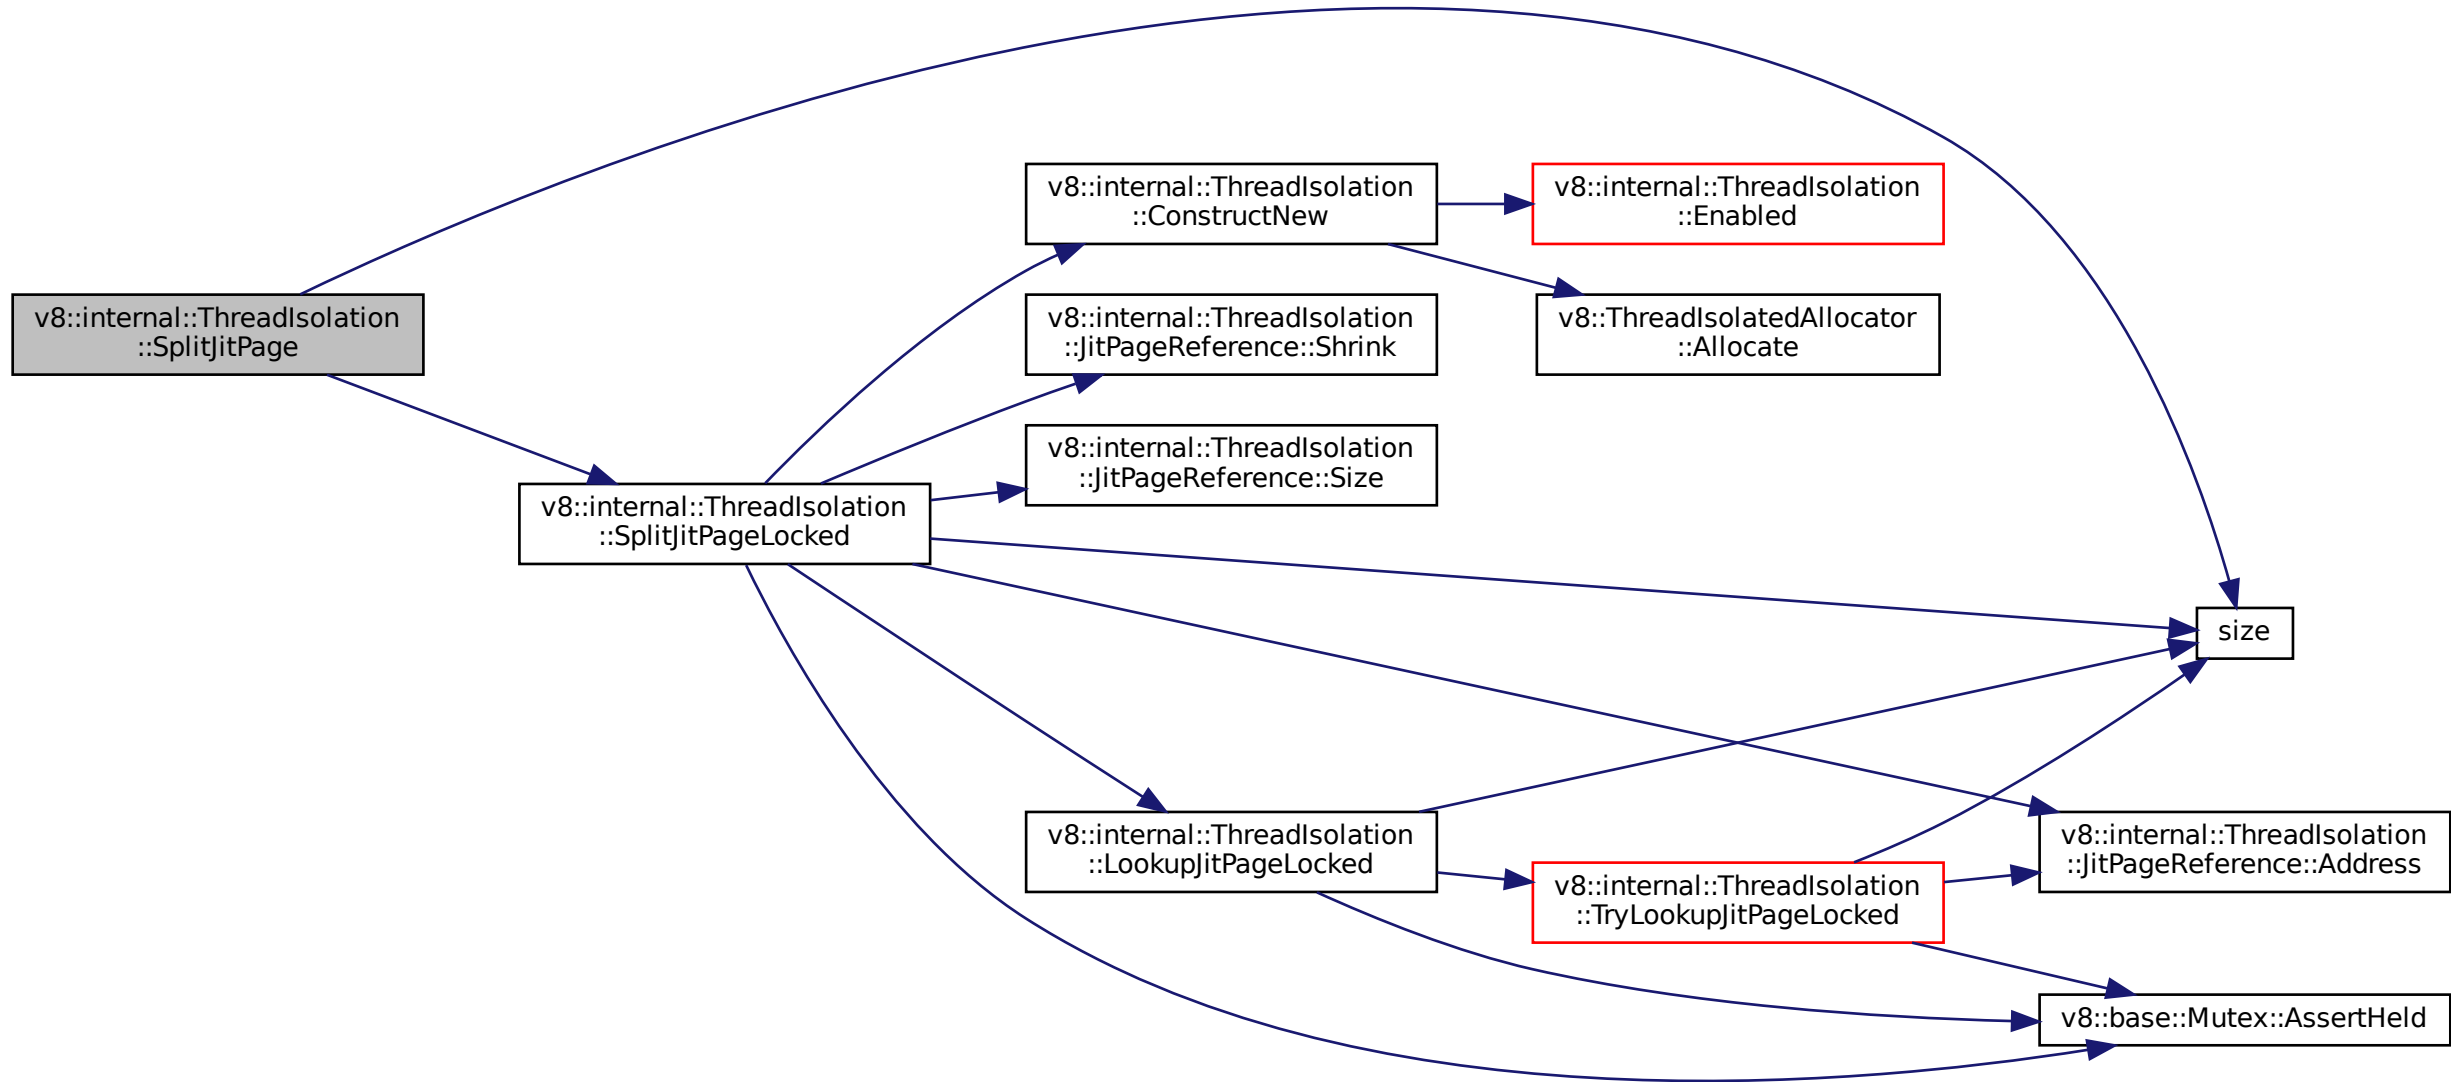 v8::internal::ThreadIsolation
::SplitJitPage
v8::internal::ThreadIsolation
::SplitJitPageLocked
v8::internal::ThreadIsolation
::ConstructNew
v8::internal::ThreadIsolation
::JitPageReference::Shrink
v8::internal::ThreadIsolation
::JitPageReference::Size
v8::internal::ThreadIsolation
::LookupJitPageLocked
v8::internal::ThreadIsolation
::Enabled
v8::ThreadIsolatedAllocator
::Allocate
v8::internal::ThreadIsolation
::TryLookupJitPageLocked
size
v8::internal::ThreadIsolation
::JitPageReference::Address
v8::base::Mutex::AssertHeld